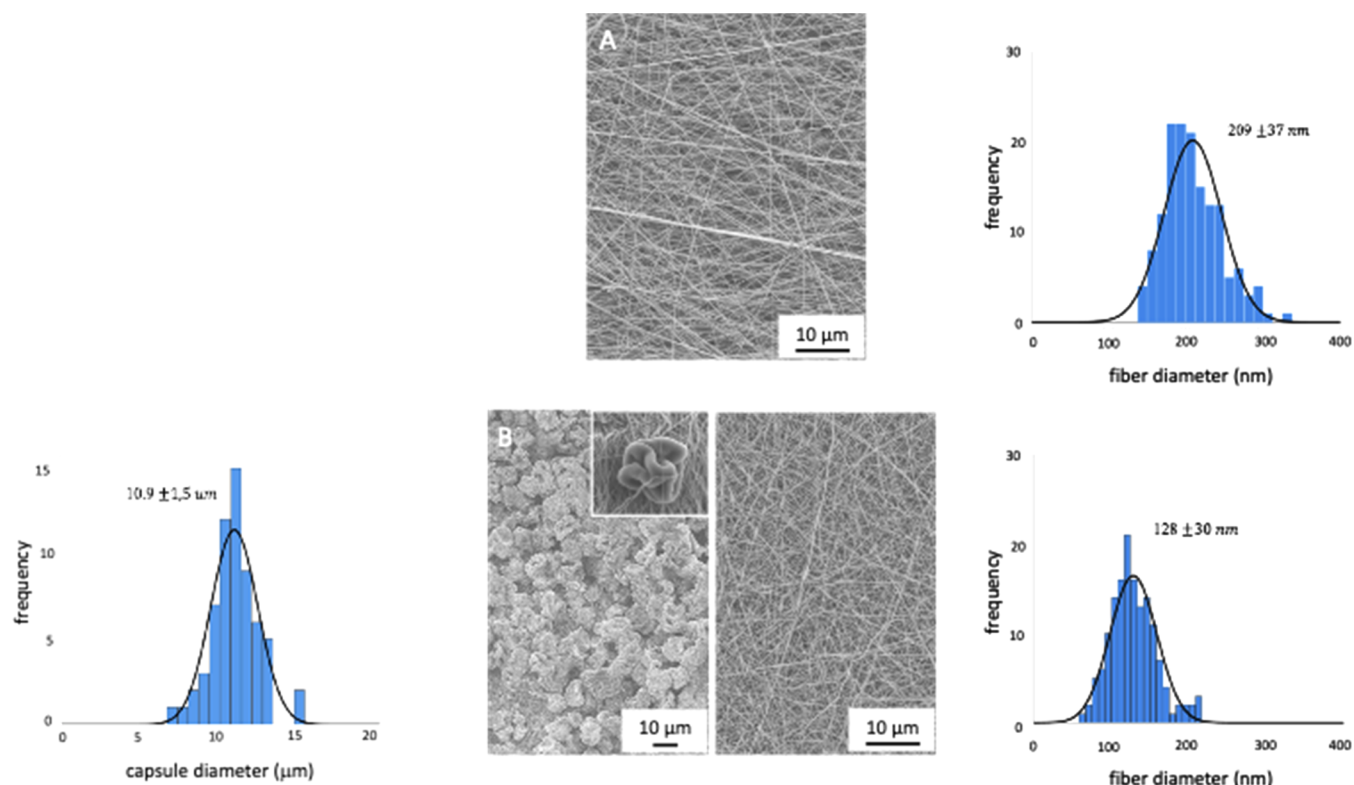 A
10 μm
30
20
10
0
frequency
209 ±37 nm
0 100 200 300 400
fiber diameter (nm)
15
10
5
0
frequency
10.9 ±1,5 um
0 5 10 15 20
capsule diameter (μm)
B
10 μm
10 μm
30
20
10
0
frequency
128 ±30 nm
0 100 200 300 400
fiber diameter (nm)